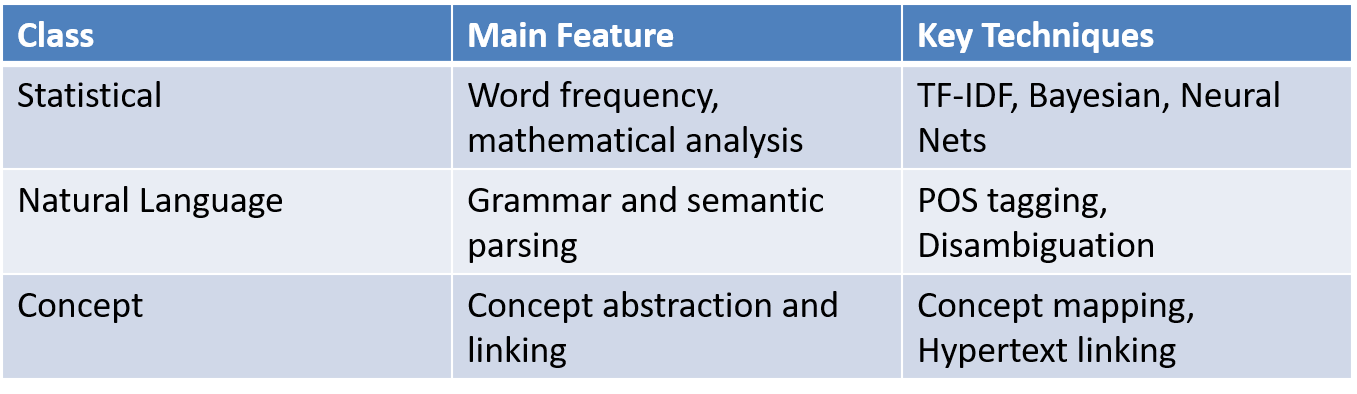 Class
Main Feature
Key Techniques
Statistical
Word frequency,
mathematical analysis
TF-IDF, Bayesian, Neural
Nets
Natural Language
Grammar and semantic
parsing
POS tagging,
Disambiguation
Concept
Concept abstraction and
linking
Concept mapping,
Hypertext linking